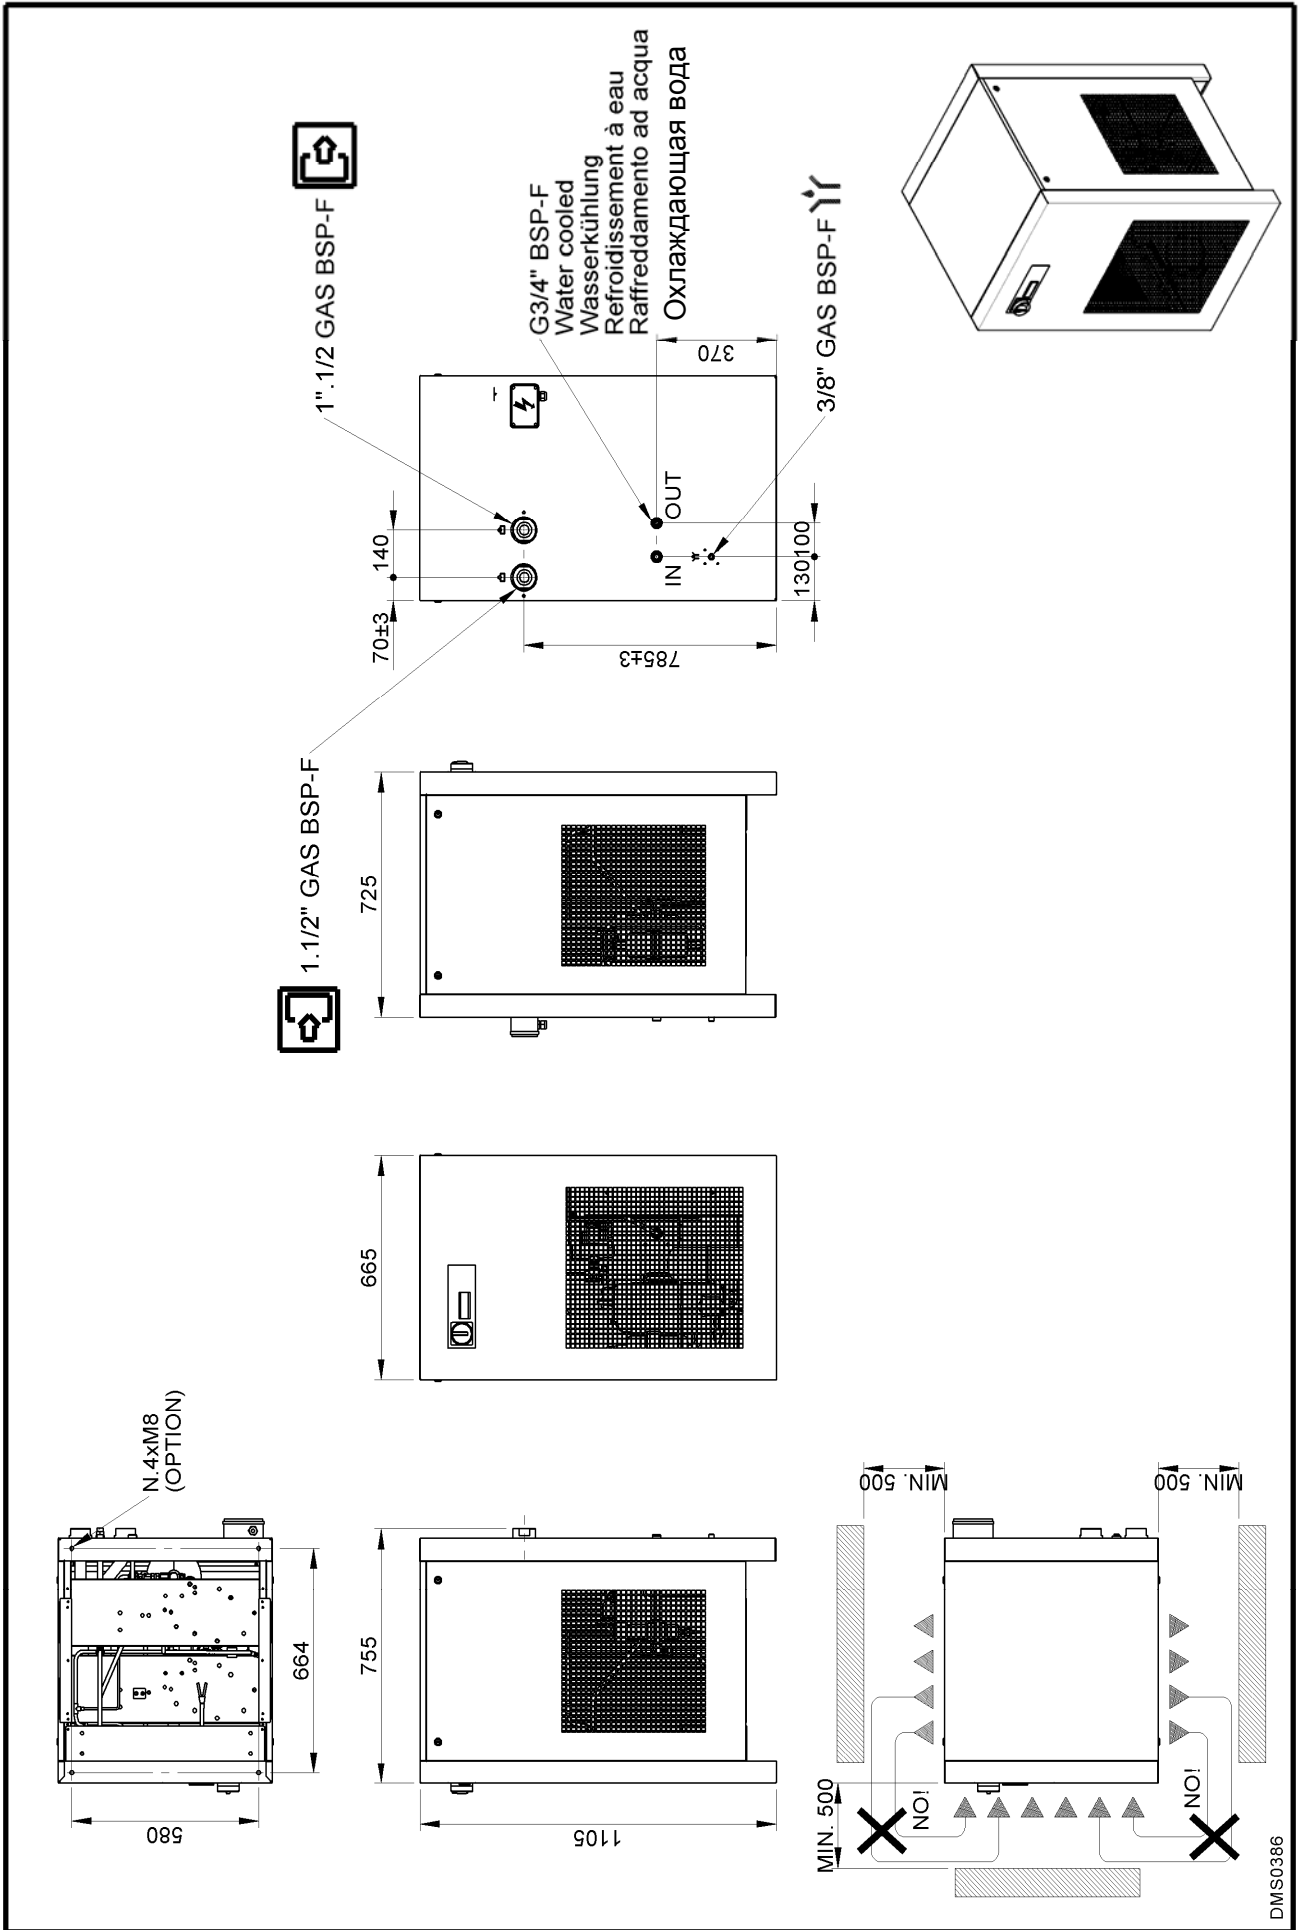 N.4xM8
(OPTION)
580
664
1.1/2" GAS BSP-F
1".1/2 GAS BSP-F
755
665
725
70±3
140
1105
785±3
G3/4" BSP-F
Water cooled
Wasserkühlung
Refroidissement à eau
Raffreddamento ad acqua
Охлаждающая вода
370
IN
OUT
130
100
3/8" GAS BSP-F
MIN. 500
MIN. 500
MIN. 500
NO!
NO!
DMS0386